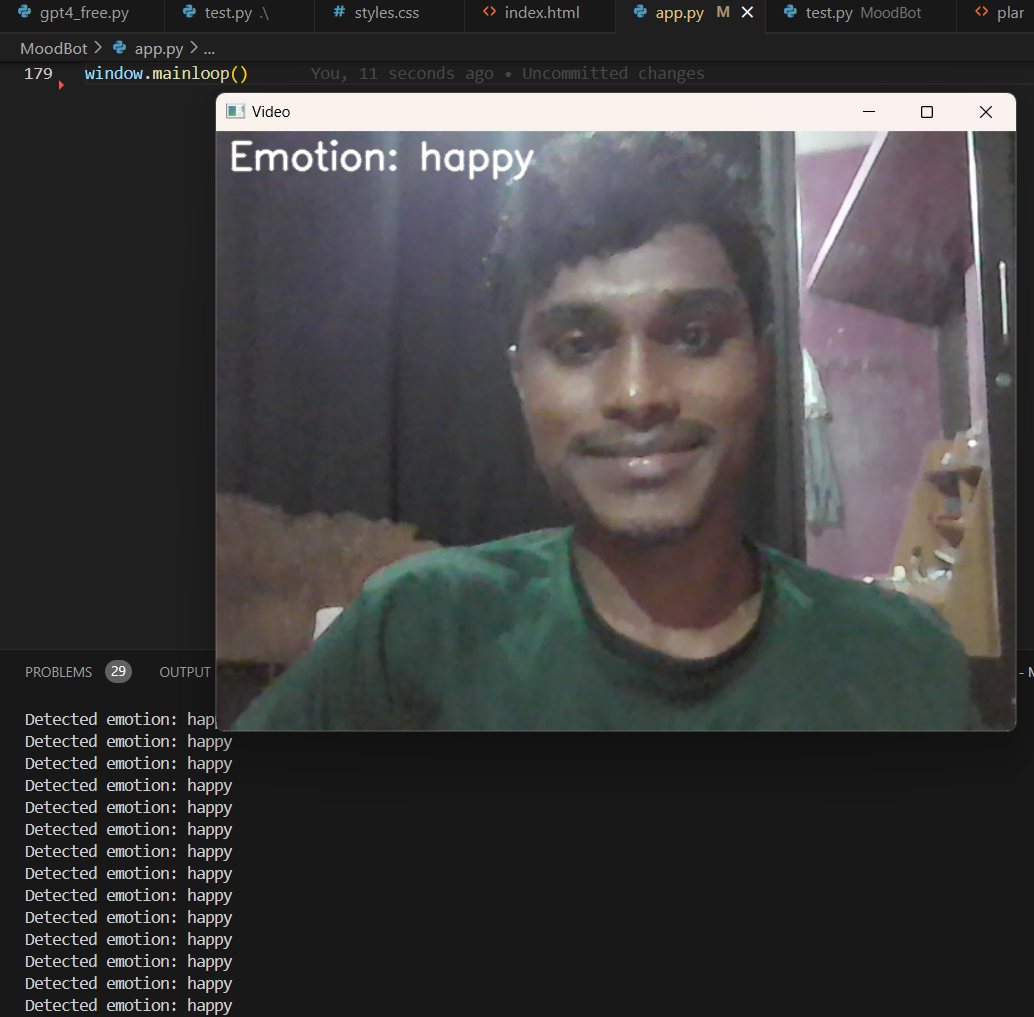 gpt4_free.py test.py .\ # styles.css <> index.html app.py M test.py MoodBot <> plar
MoodBot > app.py > ...
179 window.mainloop() You, 11 seconds ago • Uncommitted changes
Video
Emotion: happy
PROBLEMS 29 OUTPUT
Detected emotion: hap
Detected emotion: happy
Detected emotion: happy
Detected emotion: happy
Detected emotion: happy
Detected emotion: happy
Detected emotion: happy
Detected emotion: happy
Detected emotion: happy
Detected emotion: happy
Detected emotion: happy
Detected emotion: happy
Detected emotion: happy
Detected emotion: happy